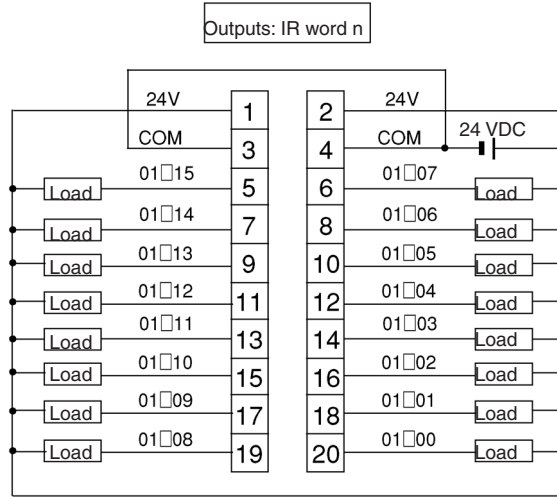 Outputs: IR word n
24V 1 2 24V
COM 3 4 COM 24 VDC
Load 01□15 5 6 01□07 Load
Load 01□14 7 8 01□06 Load
Load 01□13 9 10 01□05 Load
Load 01□12 11 12 01□04 Load
Load 01□11 13 14 01□03 Load
Load 01□10 15 16 01□02 Load
Load 01□09 17 18 01□01 Load
Load 01□08 19 20 01□00 Load